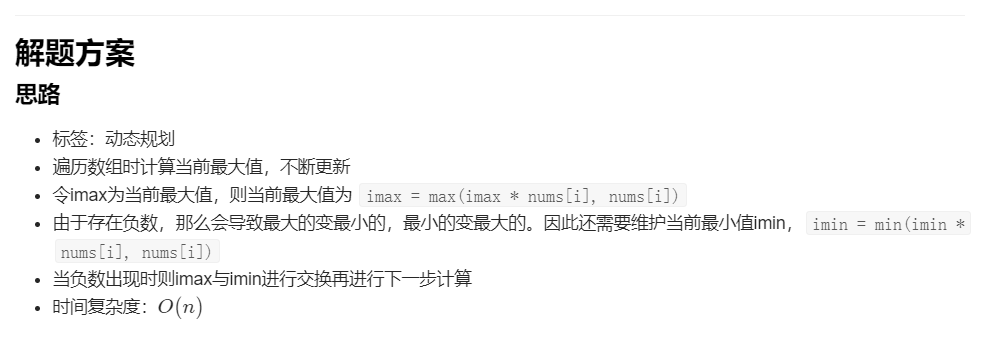 解题方案
思路
标签：动态规划
遍历数组时计算当前最大值，不断更新
令imax为当前最大值，则当前最大值为 imax = max(imax * nums[i], nums[i])
由于存在负数，那么会导致最大的变最小的，最小的变最大的。因此还需要维护当前最小值imin， imin = min(imin *
nums[i], nums[i])
当负数出现时则imax与imin进行交换再进行下一步计算
时间复杂度：O(n)